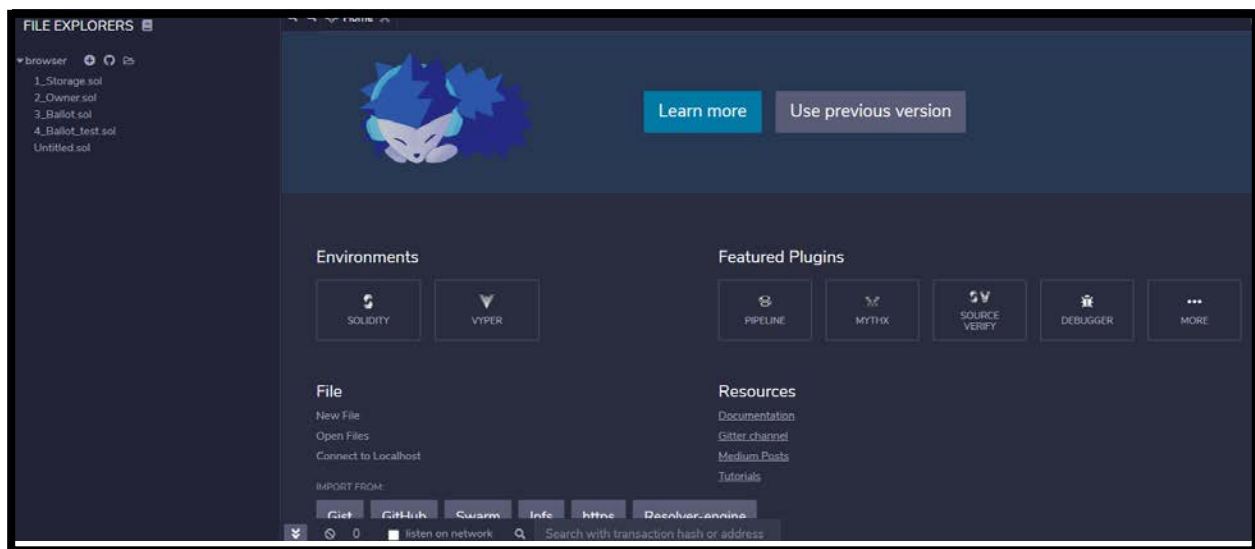 FILE EXPLORERS
Home
browser
1_Storage.sol
2_Owner.sol
3_Ballot.sol
4_Ballot_test.sol
Untitled.sol
Learn more
Use previous version
Environments
SOLIDITY
VYPER
Featured Plugins
PIPELINE
MYTHX
SOURCE
VERIFY
DEBUGGER
MORE
File
New File
Open Files
Connect to Localhost
IMPORT FROM:
Gist GitHub Swarm Ipfs https Resolver-engine
Resources
Documentation
Gitter channel
Medium Posts
Tutorials
0 listen on network Search with transaction hash or address